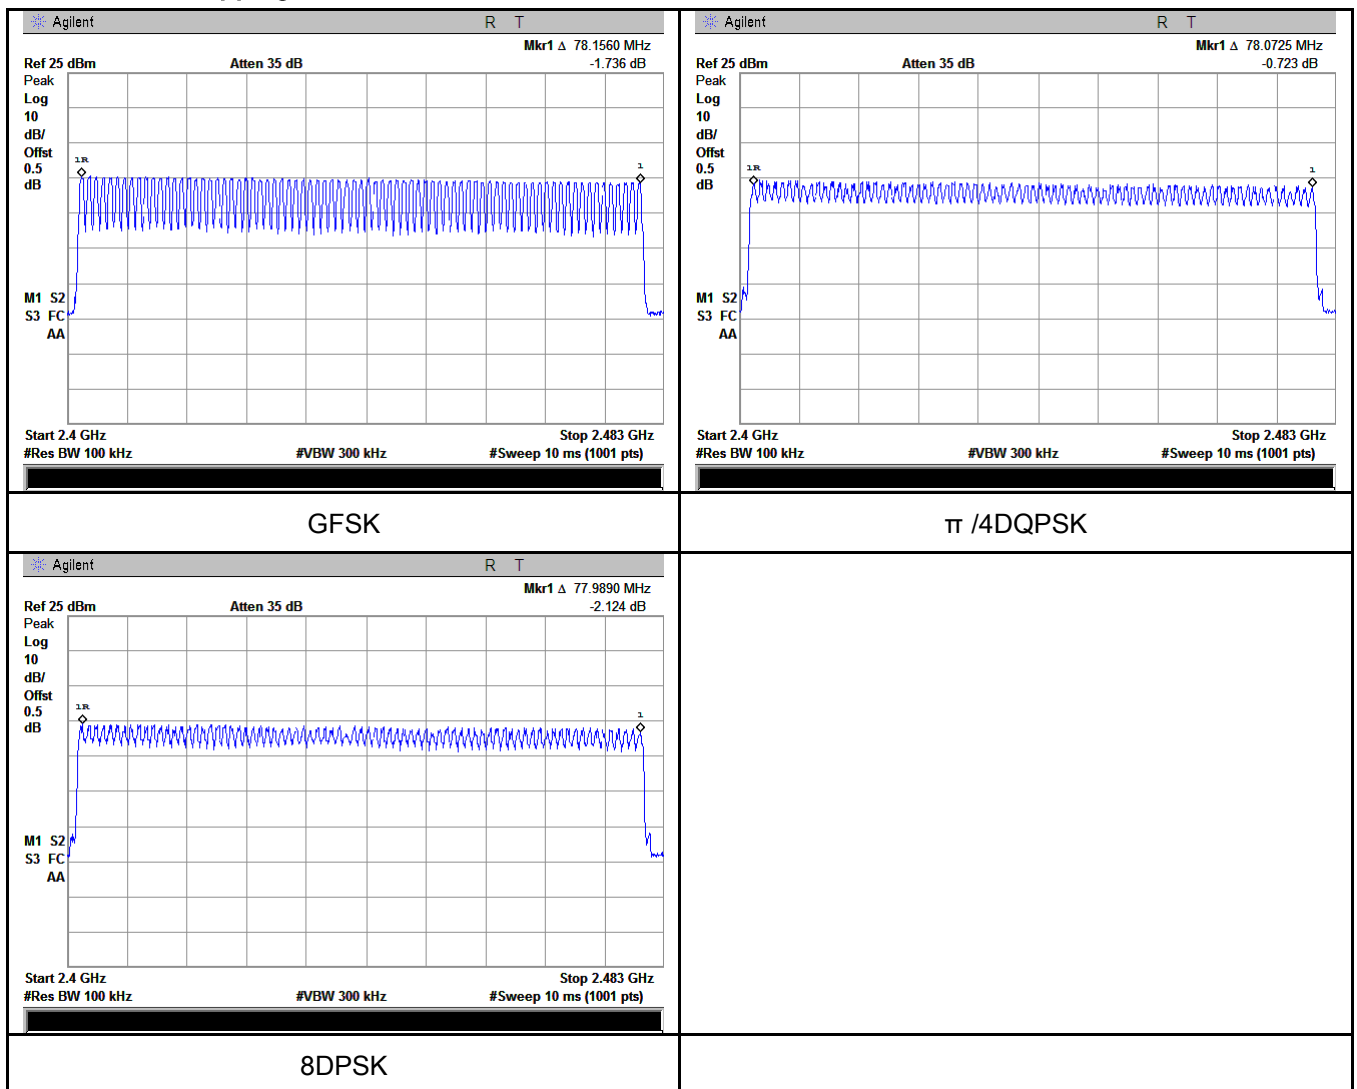 Agilent R T
Mkr1 Δ 78.1560 MHz
Ref 25 dBm Atten 35 dB -1.736 dB
Peak
Log
10
dB/
Offst
0.5
dB
1R
1
M1 S2
S3 FC
AA
Start 2.4 GHz Stop 2.483 GHz
#Res BW 100 kHz #VBW 300 kHz #Sweep 10 ms (1001 pts)
GFSK
Agilent R T
Mkr1 Δ 78.0725 MHz
Ref 25 dBm Atten 35 dB -0.723 dB
Peak
Log
10
dB/
Offst
0.5
dB
1R
1
M1 S2
S3 FC
AA
Start 2.4 GHz Stop 2.483 GHz
#Res BW 100 kHz #VBW 300 kHz #Sweep 10 ms (1001 pts)
π /4DQPSK
Agilent R T
Mkr1 Δ 77.9890 MHz
Ref 25 dBm Atten 35 dB -2.124 dB
Peak
Log
10
dB/
Offst
0.5
dB
1R
1
M1 S2
S3 FC
AA
Start 2.4 GHz Stop 2.483 GHz
#Res BW 100 kHz #VBW 300 kHz #Sweep 10 ms (1001 pts)
8DPSK